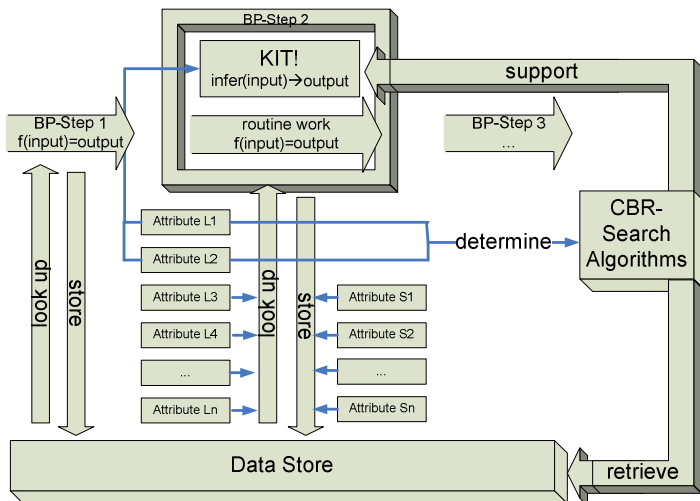 BP-Step 2
KIT!
infer(input)→output
support
BP-Step 1
f(input)=output
routine work
f(input)=output
BP-Step 3
...
look up
store
Attribute L1
Attribute L2
Attribute L3
Attribute L4
...
Attribute Ln
look up
store
Attribute S1
Attribute S2
...
Attribute Sn
determine
CBR-
Search
Algorithms
Data Store
retrieve